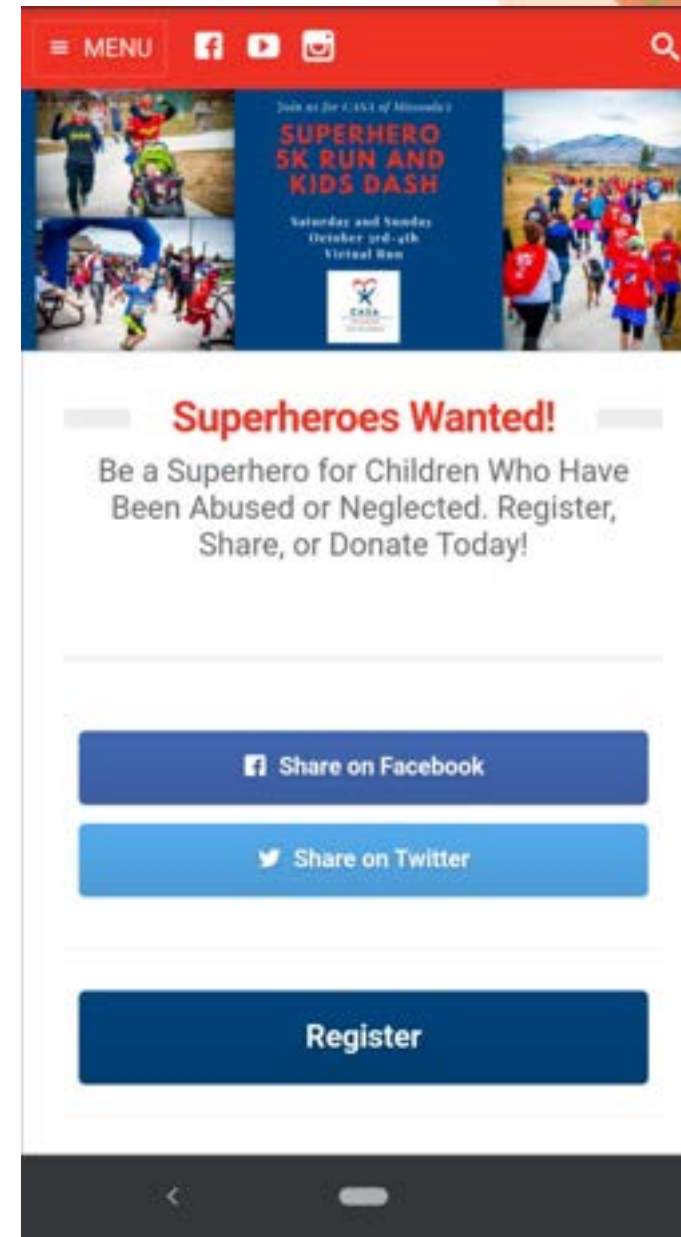 MENU
Join us for CASA of Missoula's
SUPERHERO
5K RUN AND
KIDS DASH
Saturday and Sunday
October 3rd-4th
Virtual Run
CASA
Superheroes Wanted!
Be a Superhero for Children Who Have
Been Abused or Neglected. Register,
Share, or Donate Today!
Share on Facebook
Share on Twitter
Register